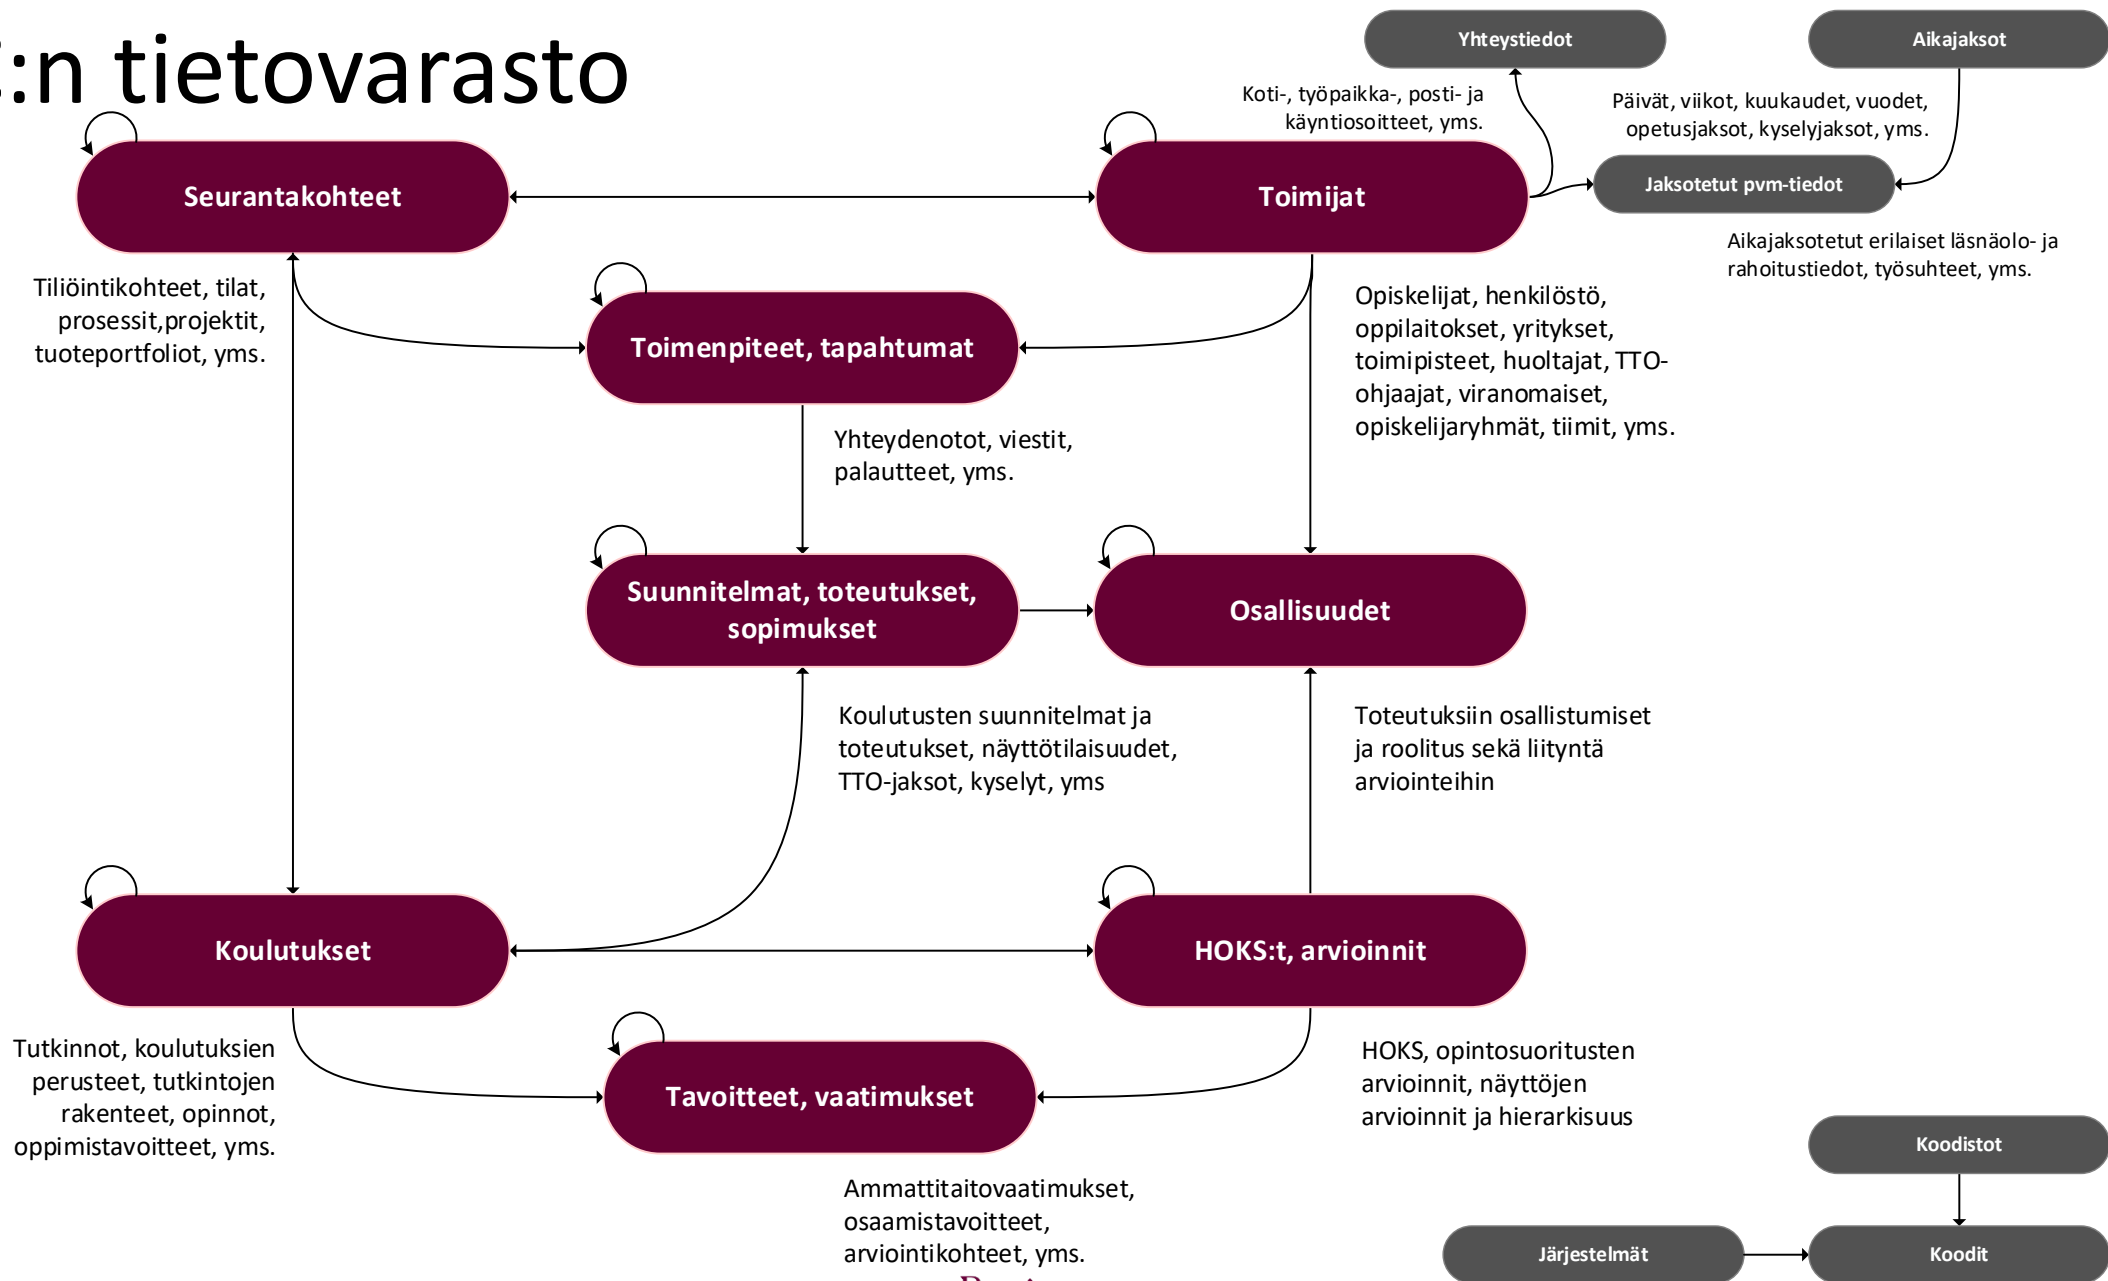 :n tietovarasto
Yhteystiedot
Aikajaksot
Koti-, työpaikka-, posti- ja
käyntiosoitteet, yms.
Päivät, viikot, kuukaudet, vuodet,
opetusjaksot, kyselyjaksot, yms.
Seurantakohteet
Toimijat
Jaksotetut pvm-tiedot
Aikajaksotetut erilaiset läsnäolo- ja
rahoitustiedot, työsuhteet, yms.
Tiliöintikohteet, tilat,
prosessit,projektit,
tuoteportfoliot, yms.
Toimenpiteet, tapahtumat
Opiskelijat, henkilöstö,
oppilaitokset, yritykset,
toimipisteet, huoltajat, TTO-
ohjaajat, viranomaiset,
opiskelijaryhmät, tiimit, yms.
Yhteydenotot, viestit,
palautteet, yms.
Suunnitelmat, toteutukset,
sopimukset
Osallisuudet
Koulutusten suunnitelmat ja
toteutukset, näyttötilaisuudet,
TTO-jaksot, kyselyt, yms
Toteutuksiin osallistumiset
ja roolitus sekä liityntä
arviointeihin
Koulutukset
HOKS:t, arvioinnit
Tutkinnot, koulutuksien
perusteet, tutkintojen
rakenteet, opinnot,
oppimistavoitteet, yms.
Tavoitteet, vaatimukset
HOKS, opintosuoritusten
arvioinnit, näyttöjen
arvioinnit ja hierarkisuus
Ammattitaitovaatimukset,
osaamistavoitteet,
arviointikohteet, yms.
Koodistot
Järjestelmät
Koodit